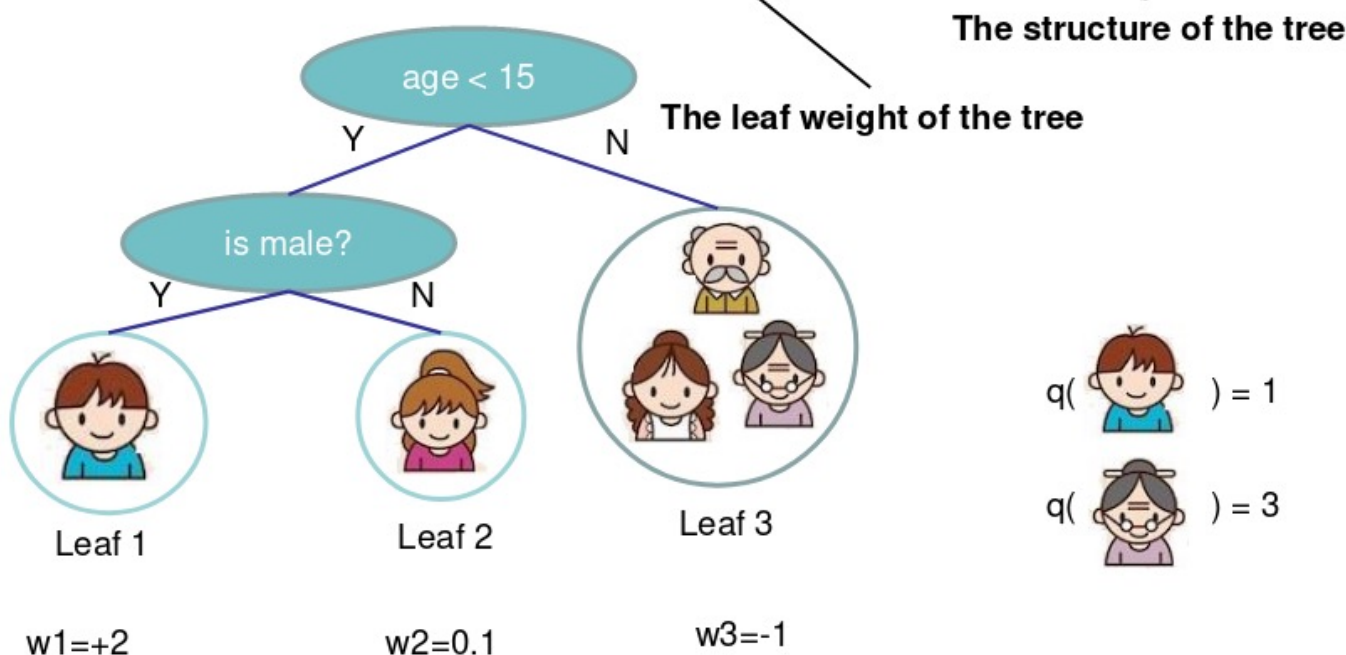 The structure of the tree
age < 15
The leaf weight of the tree
Y
N
is male?
Y
N
q( ) = 1
q( ) = 3
Leaf 1
Leaf 2
Leaf 3
w1=+2
w2=0.1
w3=-1